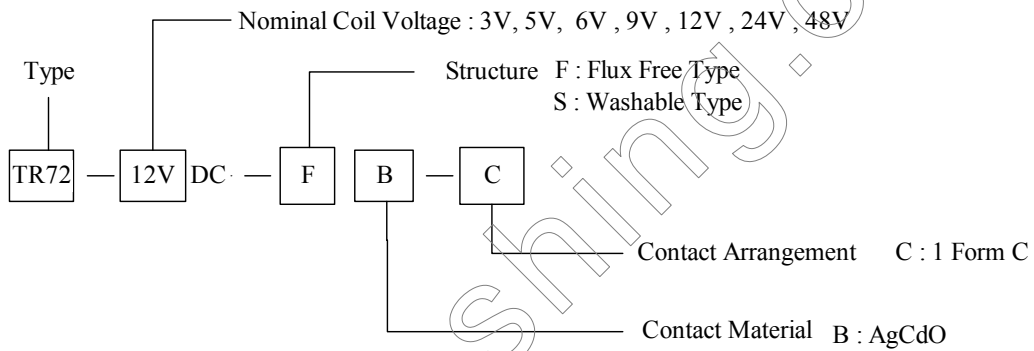 Nominal Coil Voltage : 3V, 5V, 6V , 9V , 12V , 24V , 48V
Type
Structure F : Flux Free Type
S : Washable Type
TR72 — 12V DC — F B — C
Contact Arrangement C : 1 Form C
Contact Material B : AgCdO
shing.